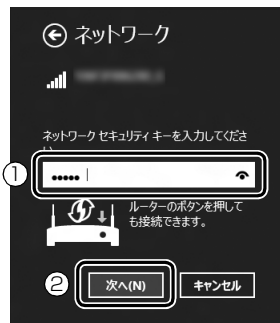 ネットワーク
ネットワーク セキュリティ キーを入力してくださ
い
①
•••••
ルーターのボタンを押して
も接続できます。
②
次へ(N)
キャンセル